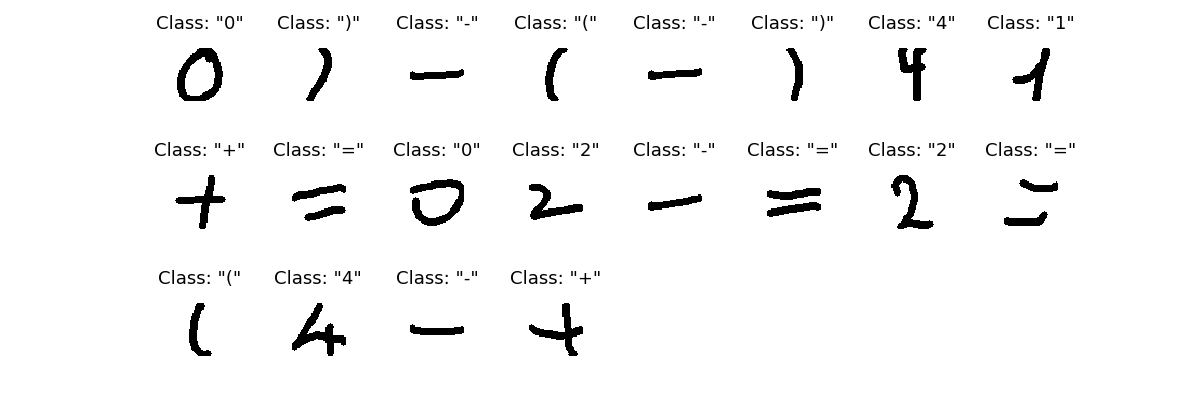 Class: "0" Class: ")" Class: "-" Class: "(" Class: "-" Class: ")" Class: "4" Class: "1"
0 ) - ( - ) 4 1
Class: "+" Class: "=" Class: "0" Class: "2" Class: "-" Class: "=" Class: "2" Class: "="
+ = 0 2 - = 2 =
Class: "(" Class: "4" Class: "-" Class: "+"
( 4 - +